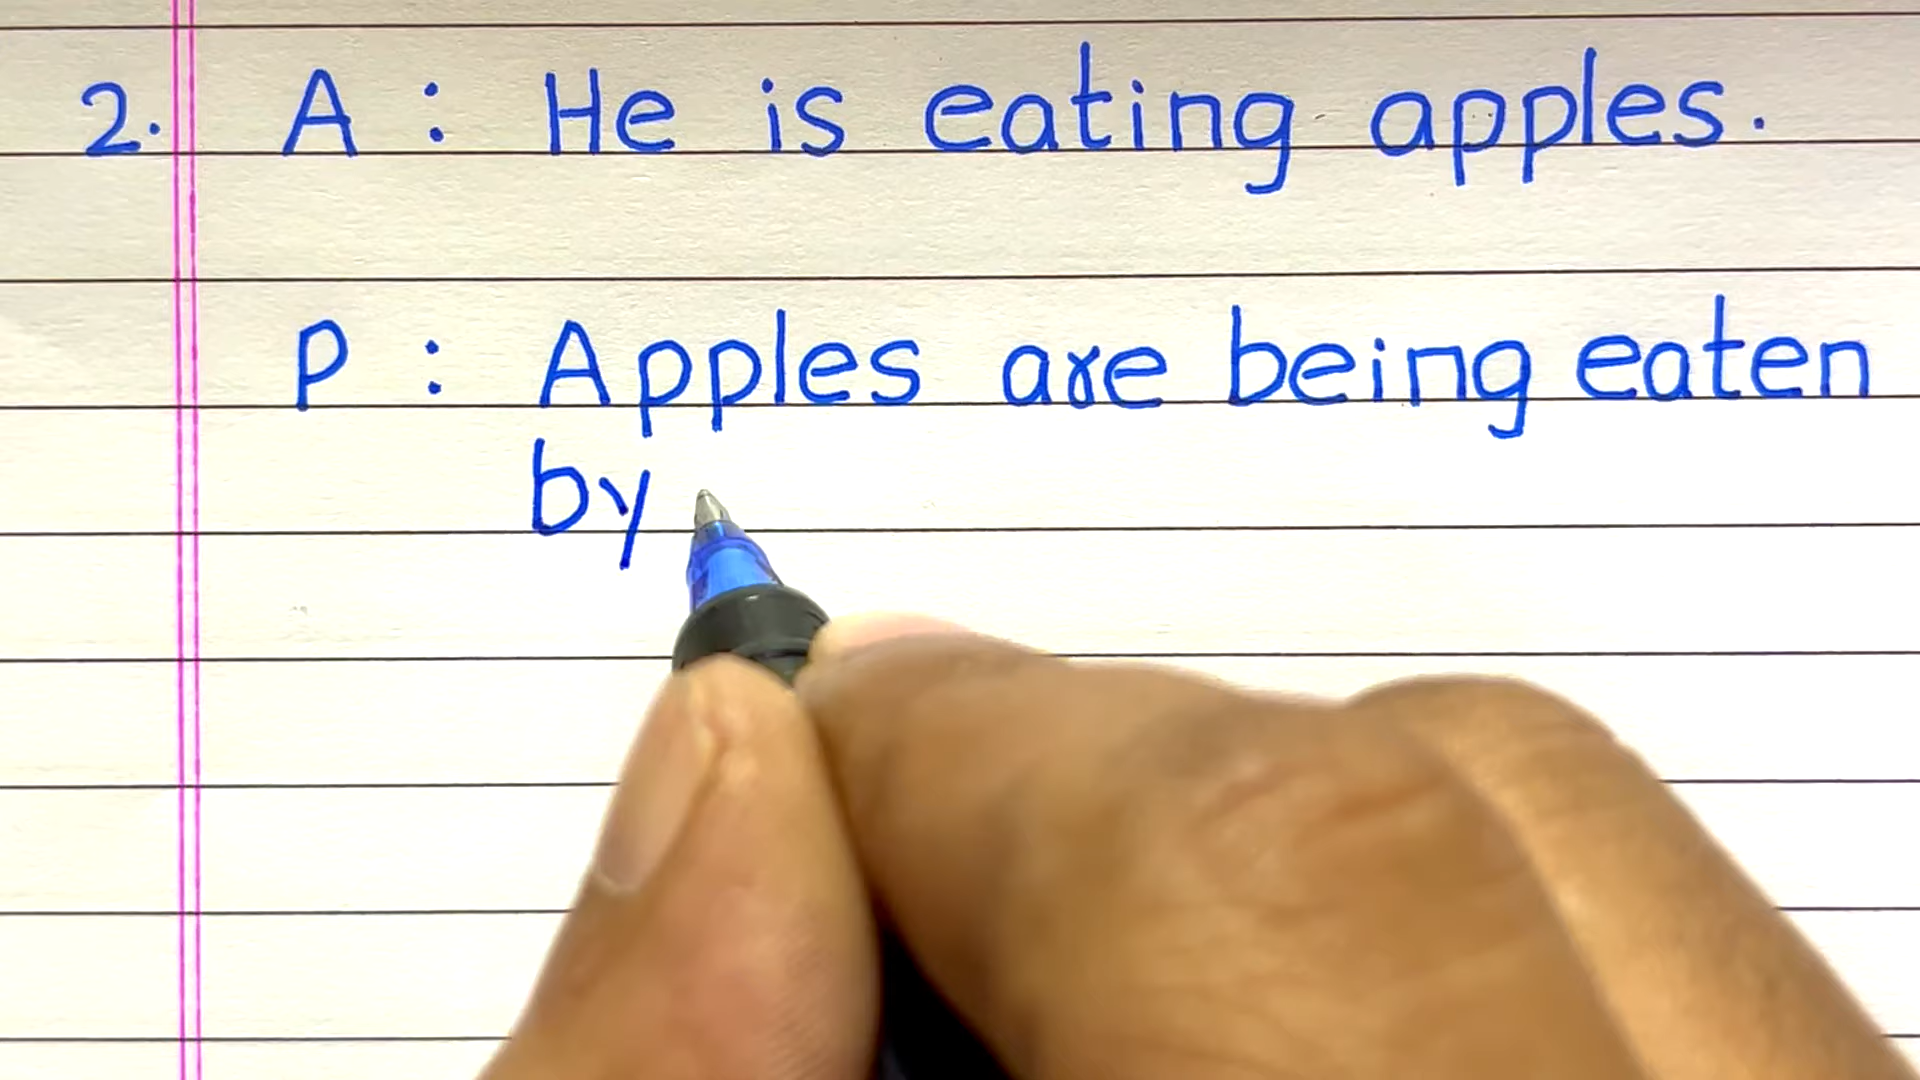 2. A : He is eating apples.
P : Apples are being eaten
by